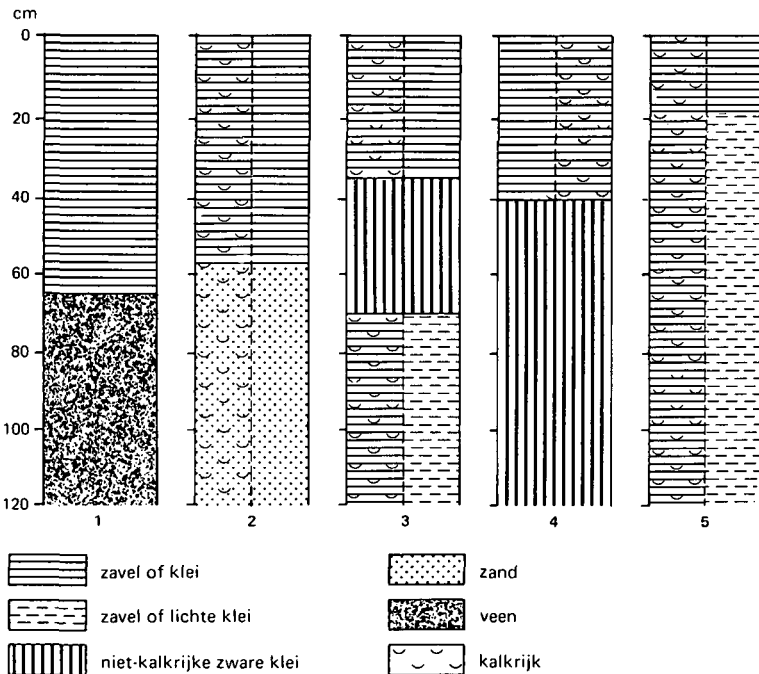 cm
0
20
40
60
80
100
120
1 2 3 4 5
zavel of klei
zand
zavel of lichte klei
veen
niet-kalkrijke zware klei
kalkrijk